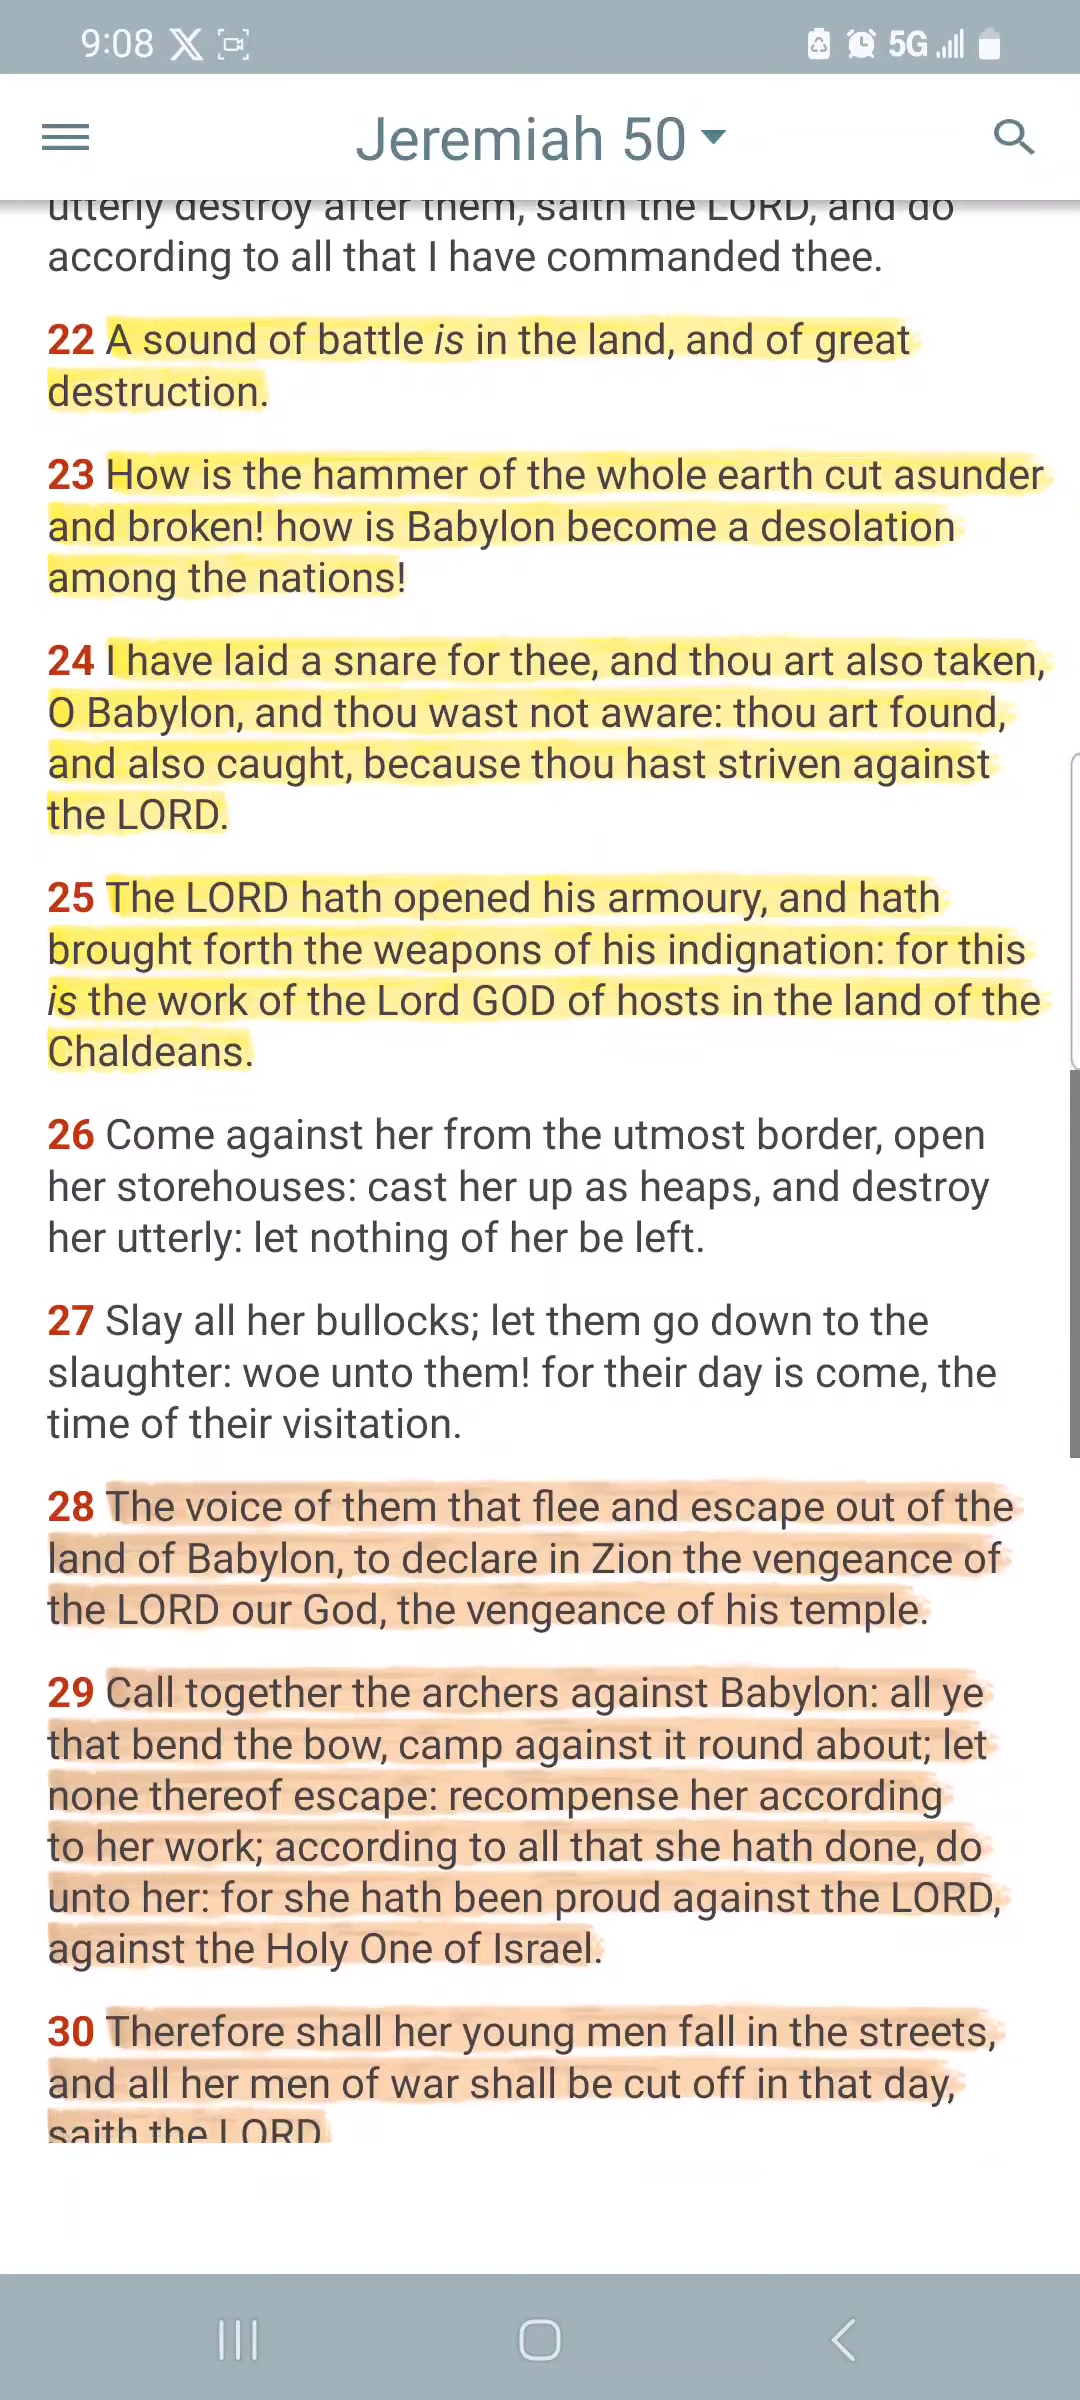 9:08 X 5G
Jeremiah 50
utterly destroy after them, saith the LORD, and do
according to all that I have commanded thee.
22 A sound of battle is in the land, and of great
destruction.
23 How is the hammer of the whole earth cut asunder
and broken! how is Babylon become a desolation
among the nations!
24 I have laid a snare for thee, and thou art also taken,
O Babylon, and thou wast not aware: thou art found,
and also caught, because thou hast striven against
the LORD.
25 The LORD hath opened his armoury, and hath
brought forth the weapons of his indignation: for this
is the work of the Lord GOD of hosts in the land of the
Chaldeans.
26 Come against her from the utmost border, open
her storehouses: cast her up as heaps, and destroy
her utterly: let nothing of her be left.
27 Slay all her bullocks; let them go down to the
slaughter: woe unto them! for their day is come, the
time of their visitation.
28 The voice of them that flee and escape out of the
land of Babylon, to declare in Zion the vengeance of
the LORD our God, the vengeance of his temple.
29 Call together the archers against Babylon: all ye
that bend the bow, camp against it round about; let
none thereof escape: recompense her according
to her work; according to all that she hath done, do
unto her: for she hath been proud against the LORD,
against the Holy One of Israel.
30 Therefore shall her young men fall in the streets,
and all her men of war shall be cut off in that day,
saith the LORD